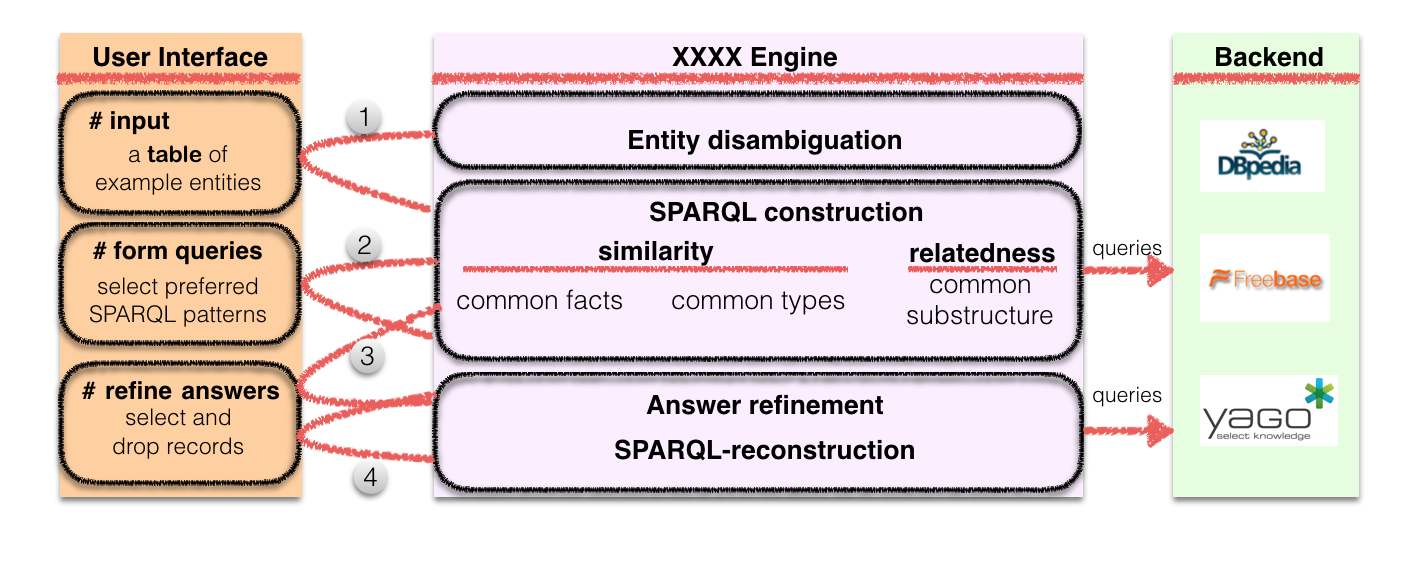 User Interface
XXXX Engine
Backend
# input
a table of
example entities
1
Entity disambiguation
DBpedia
# form queries
select preferred
SPARQL patterns
2
SPARQL construction
similarity
relatedness
common facts
common types
common
substructure
queries
Freebase
3
# refine answers
select and
drop records
4
Answer refinement
SPARQL-reconstruction
queries
yago
select knowledge